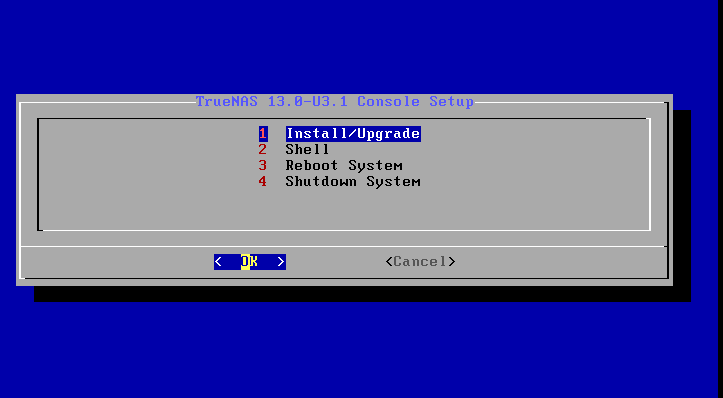 TrueNAS 13.0-U3.1 Console Setup
1 Install/Upgrade
2 Shell
3 Reboot System
4 Shutdown System
< OK > <Cancel>